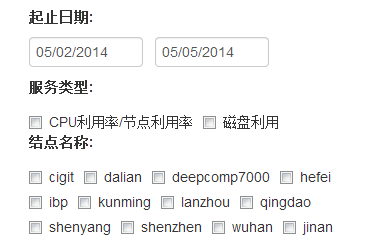 起止日期:
05/02/2014 05/05/2014
服务类型:
CPU利用率/节点利用率 磁盘利用
结点名称:
cigit dalian deepcomp7000 hefei
ibp kunming lanzhou qingdao
shenyang shenzhen wuhan jinan